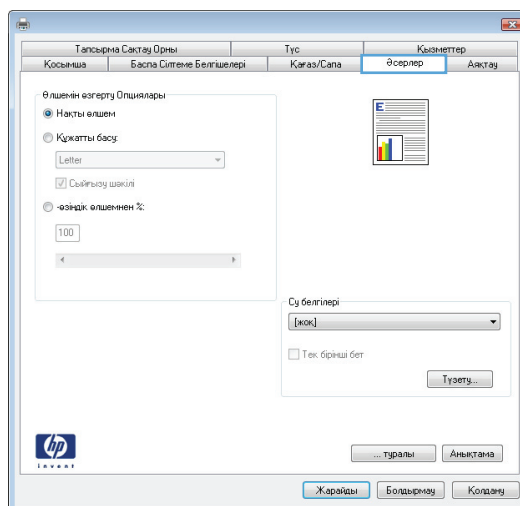 Тапсырма Сақтау Орны Түс Қызметтер
Қосымша Баспа Сілтеме Белгішелері Қағаз/Сапа Әсерлер Аяқтау
Өлшемін өзгерту Опциялары
Нақты өлшем
Құжатты басу:
Letter
Сыйғызу шәкілі
-өзіндік өлшемнен %:
100
E
Су белгілері
[жоқ]
Тек бірінші бет
Түзету...
hp
invent
... туралы Анықтама
Жарайды Болдырмау Қолдану